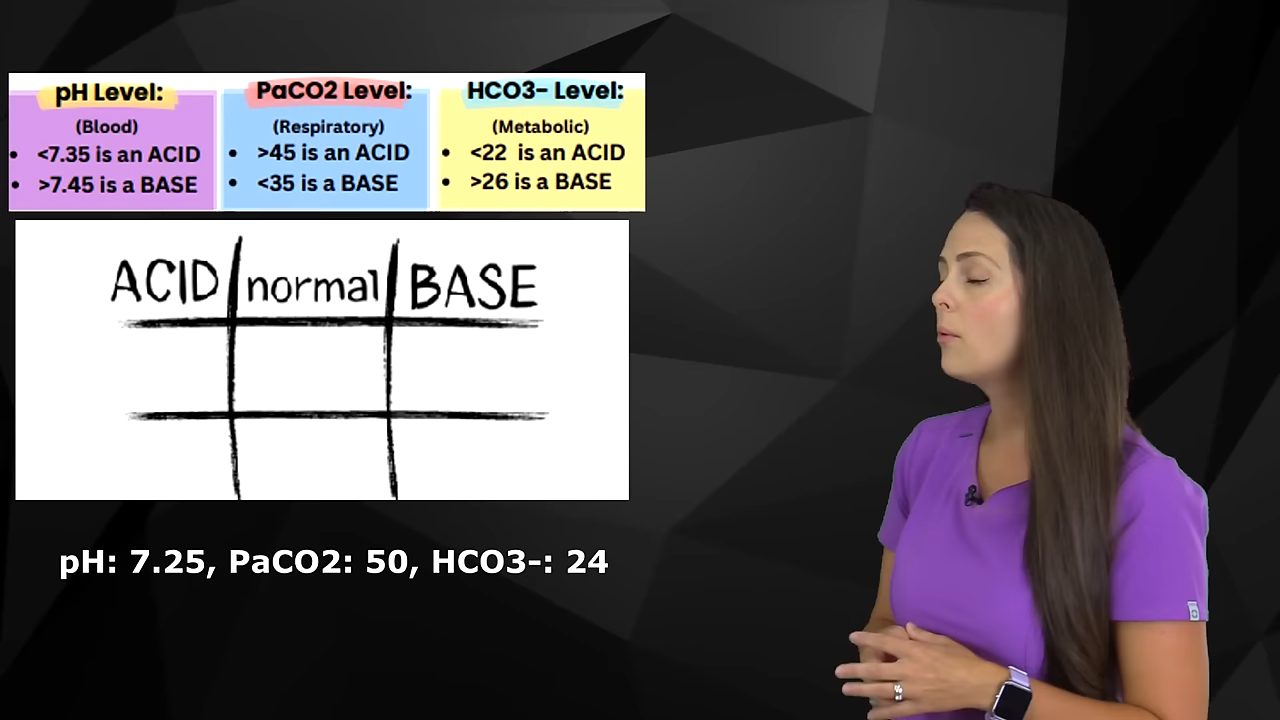 pH Level:
(Blood)
• <7.35 is an ACID
• >7.45 is a BASE
PaCO2 Level:
(Respiratory)
• >45 is an ACID
• <35 is a BASE
HCO3- Level:
(Metabolic)
• <22 is an ACID
• >26 is a BASE
ACID normal BASE
pH: 7.25, PaCO2: 50, HCO3-: 24